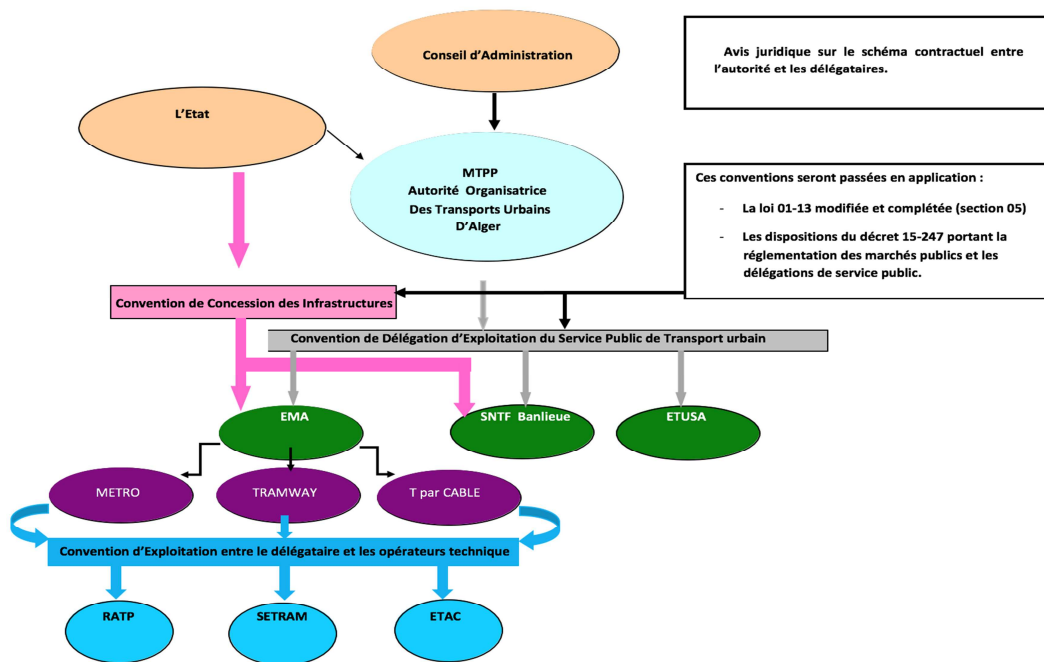 Conseil d'Administration
Avis juridique sur le schéma contractuel entre
l'autorité et les délégataires.
L'Etat
MTPP
Autorité Organisatrice
Des Transports Urbains
D'Alger
Ces conventions seront passées en application :
- La loi 01-13 modifiée et complétée (section 05)
- Les dispositions du décret 15-247 portant la
réglementation des marchés publics et les
délégations de service public.
Convention de Concession des Infrastructures
Convention de Délégation d'Exploitation du Service Public de Transport urbain
EMA
SNTF Banlieue
ETUSA
METRO
TRAMWAY
T par CABLE
Convention d'Exploitation entre le délégataire et les opérateurs technique
RATP
SETRAM
ETAC